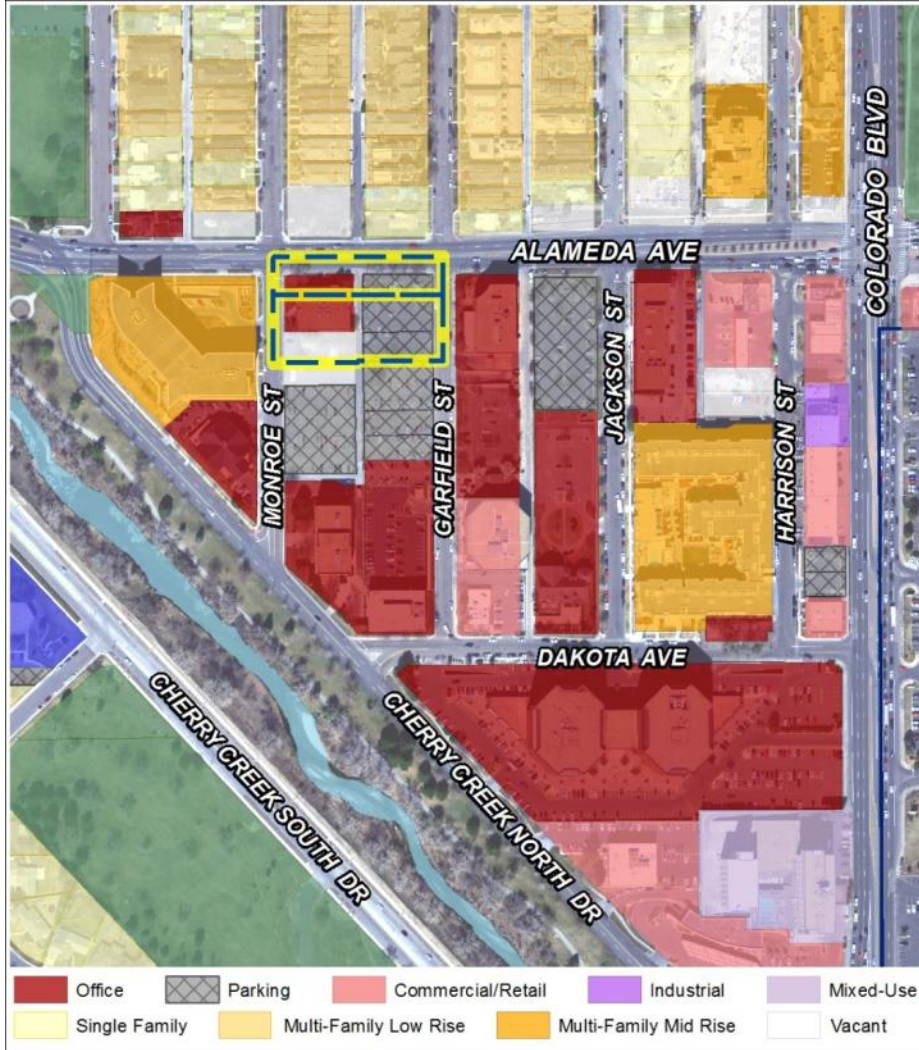 COLORADO BLVD
ALAMEDA AVE
MONROE ST
GARFIELD ST
JACKSON ST
HARRISON ST
DAKOTA AVE
CHERRY CREEK SOUTH DR
CHERRY CREEK NORTH DR
Office
Parking
Commercial/Retail
Industrial
Mixed-Use
Single Family
Multi-Family Low Rise
Multi-Family Mid Rise
Vacant